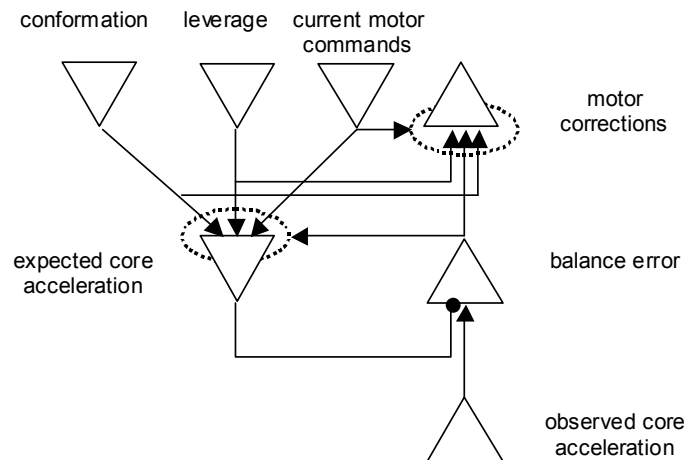 conformation
leverage
current motor
commands
motor
corrections
expected core
acceleration
balance error
observed core
acceleration